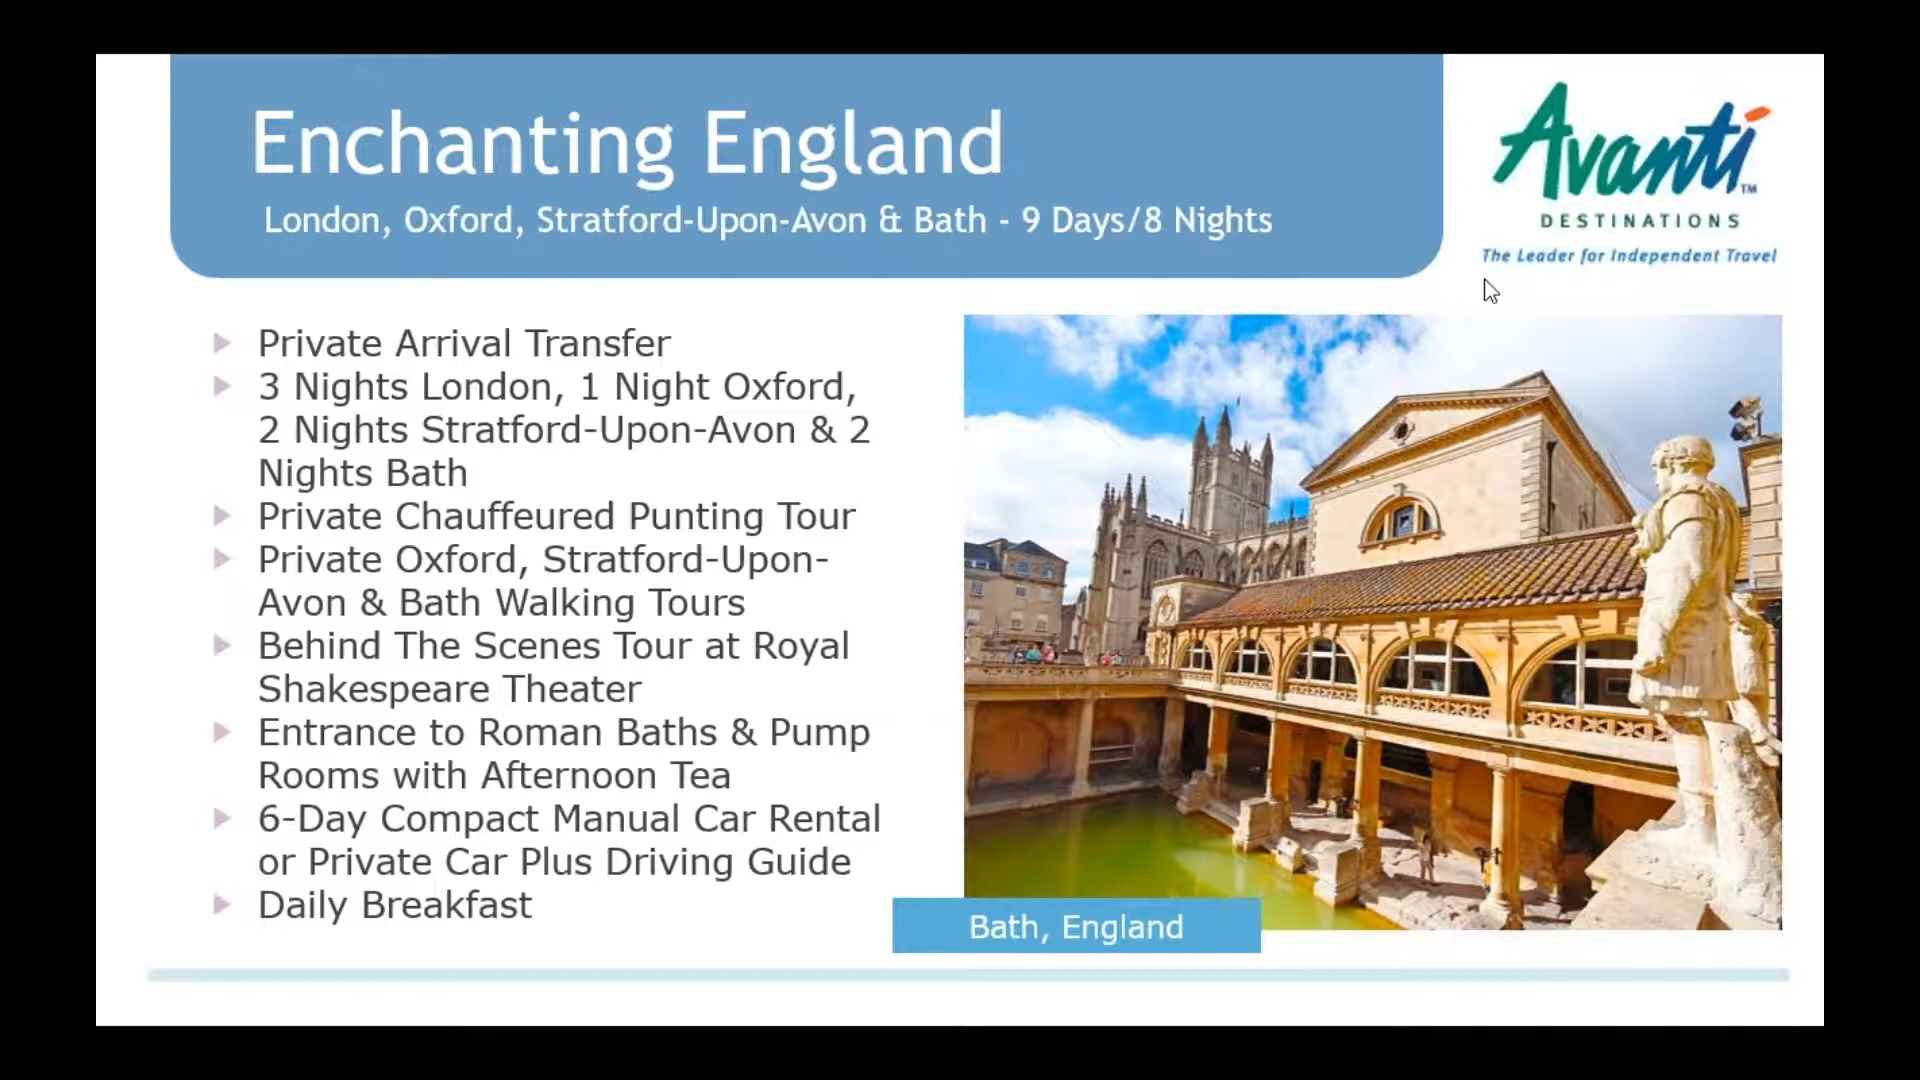 Enchanting England
London, Oxford, Stratford-Upon-Avon & Bath - 9 Days/8 Nights
Avanti™
DESTINATIONS
The Leader for Independent Travel
Private Arrival Transfer
3 Nights London, 1 Night Oxford,
2 Nights Stratford-Upon-Avon & 2
Nights Bath
Private Chauffeured Punting Tour
Private Oxford, Stratford-Upon-
Avon & Bath Walking Tours
Behind The Scenes Tour at Royal
Shakespeare Theater
Entrance to Roman Baths & Pump
Rooms with Afternoon Tea
6-Day Compact Manual Car Rental
or Private Car Plus Driving Guide
Daily Breakfast
Bath, England